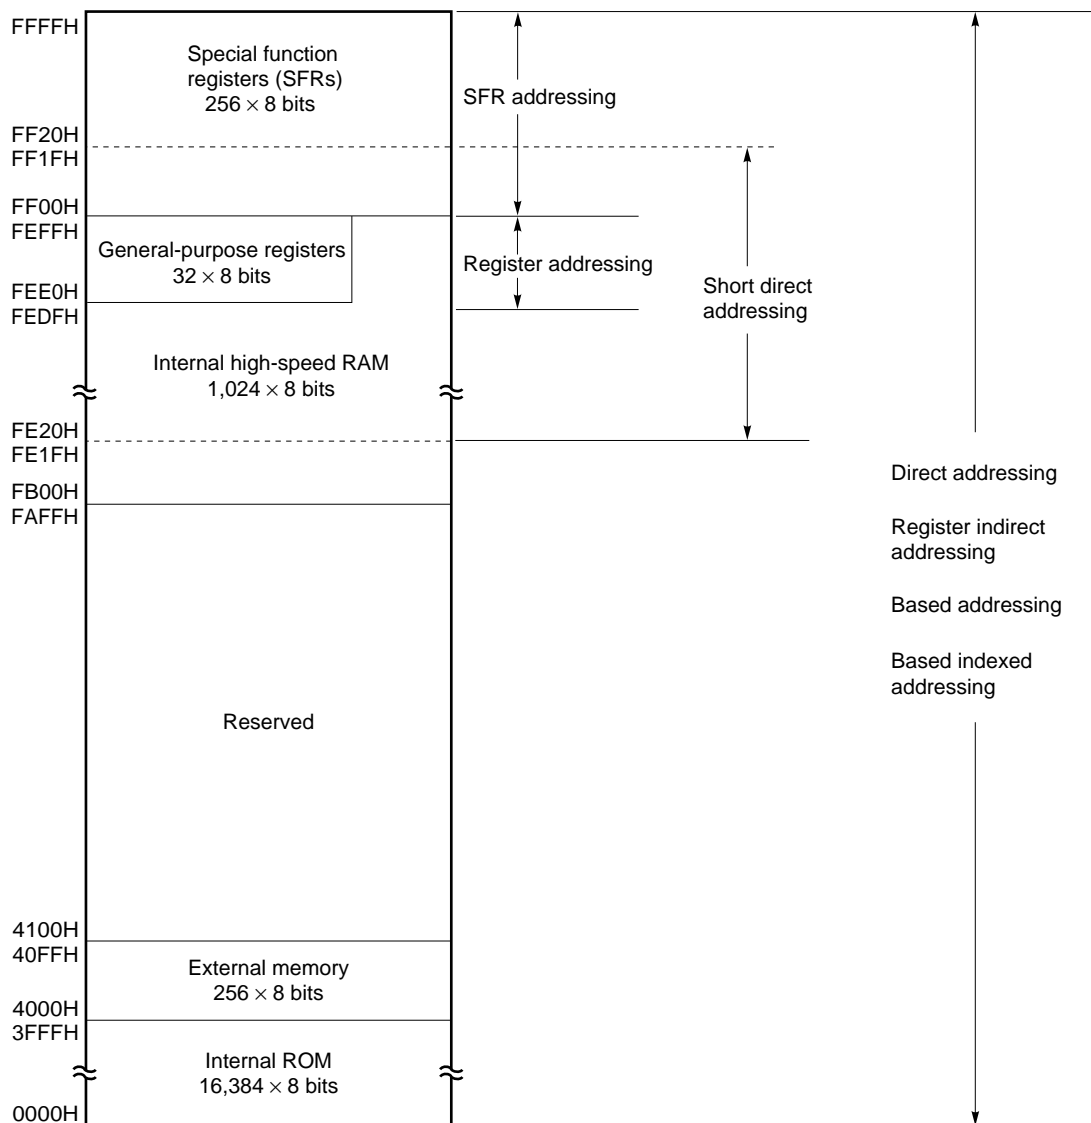 FFFFH
Special function
registers (SFRs)
256 × 8 bits
SFR addressing
FF20H
FF1FH
FF00H
FEFFH
General-purpose registers
32 × 8 bits
Register addressing
Short direct
addressing
FEE0H
FEDFH
Internal high-speed RAM
1,024 × 8 bits
FE20H
FE1FH
FB00H
FAFFH
Direct addressing
Register indirect
addressing
Based addressing
Based indexed
addressing
Reserved
4100H
40FFH
External memory
256 × 8 bits
4000H
3FFFH
Internal ROM
16,384 × 8 bits
0000H